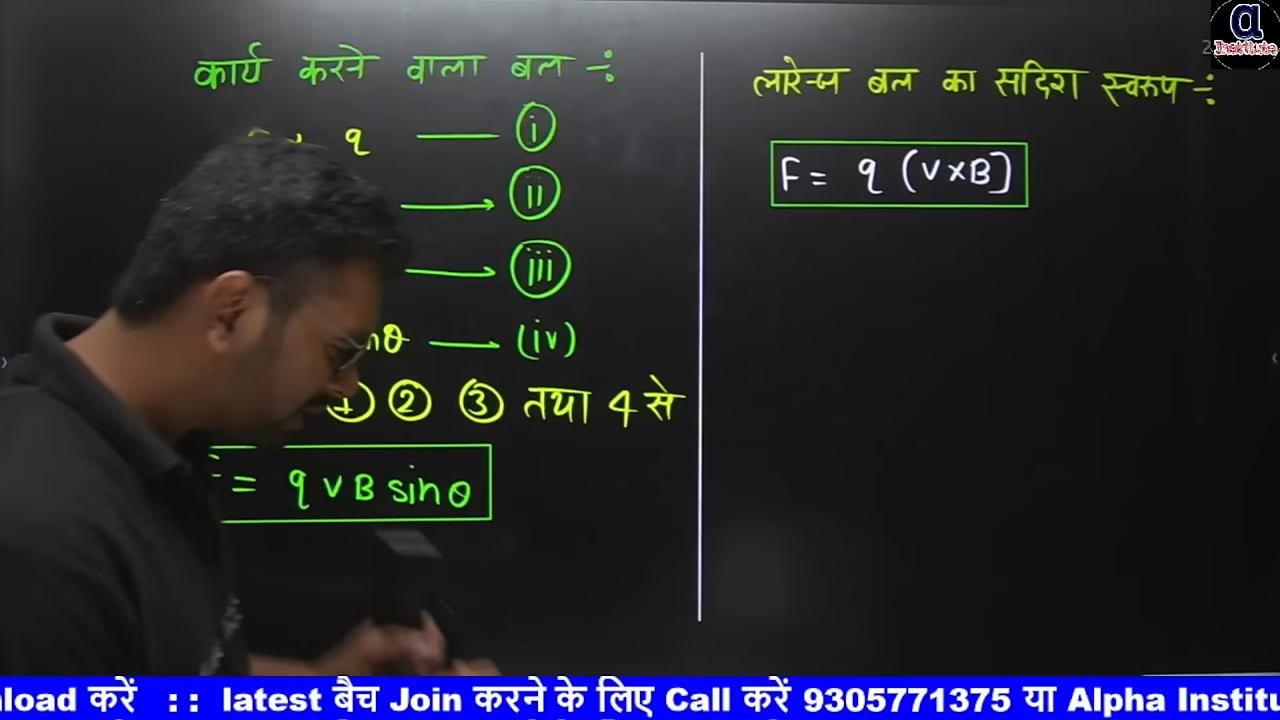 कार्य करने वाला बल ÷
q —— (i)
→ (ii)
→ (iii)
θ —— (iv)
② ③ तथा 4 से
= q v B sin θ
लारेन्ज बल का सदिश स्वरूप ÷
F = q (v×B)
α
Institute
load करें :: latest बैच Join करने के लिए Call करें 9305771375 या Alpha Institu